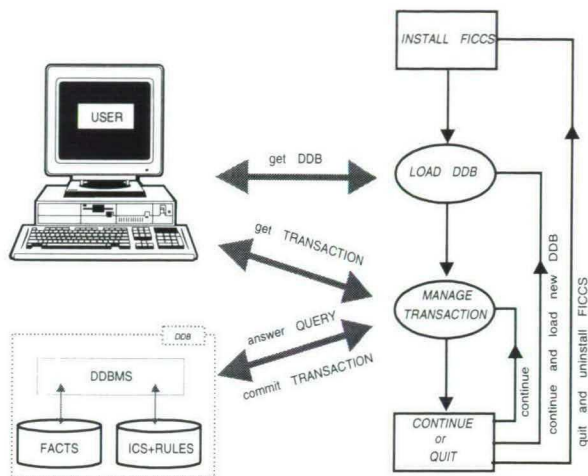 INSTALL FICCS
USER
get DDB
LOAD DDB
get TRANSACTION
MANAGE
TRANSACTION
answer QUERY
commit TRANSACTION
DDB
DDBMS
FACTS
ICS+RULES
CONTINUE
or
QUIT
continue
continue and load new DDB
quit and uninstall FICCS